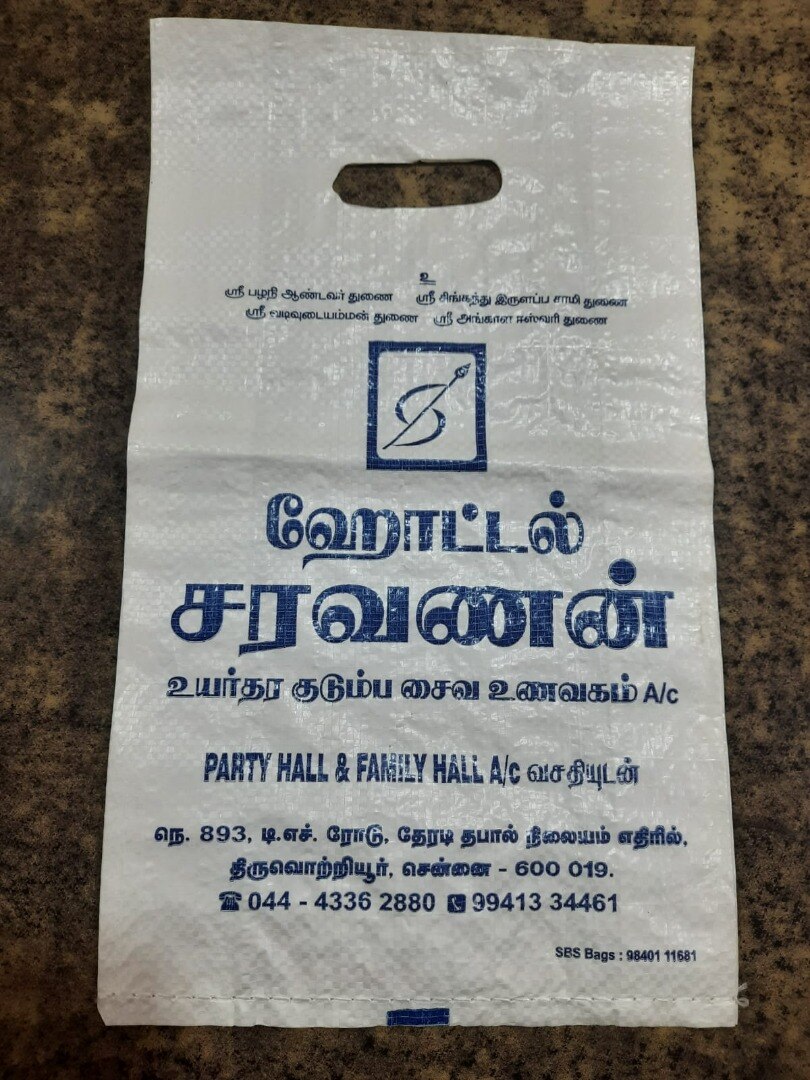 உ
ஸ்ரீ பழநி ஆண்டவர் துணை ஸ்ரீ சிங்கந்து இருளப்ப சாமி துணை
ஸ்ரீ வடிவுடையம்மன் துணை ஸ்ரீ அங்காள ஈஸ்வரி துணை
S
ஹோட்டல்
சரவணன்
உயர்தர குடும்ப சைவ உணவகம் A/c
PARTY HALL & FAMILY HALL A/c வசதியுடன்
நெ. 893, டி.எச். ரோடு, தேரடி தபால் நிலையம் எதிரில்,
திருவொற்றியூர், சென்னை - 600 019.
☎ 044 - 4336 2880 99413 34461
SBS Bags : 98401 11681